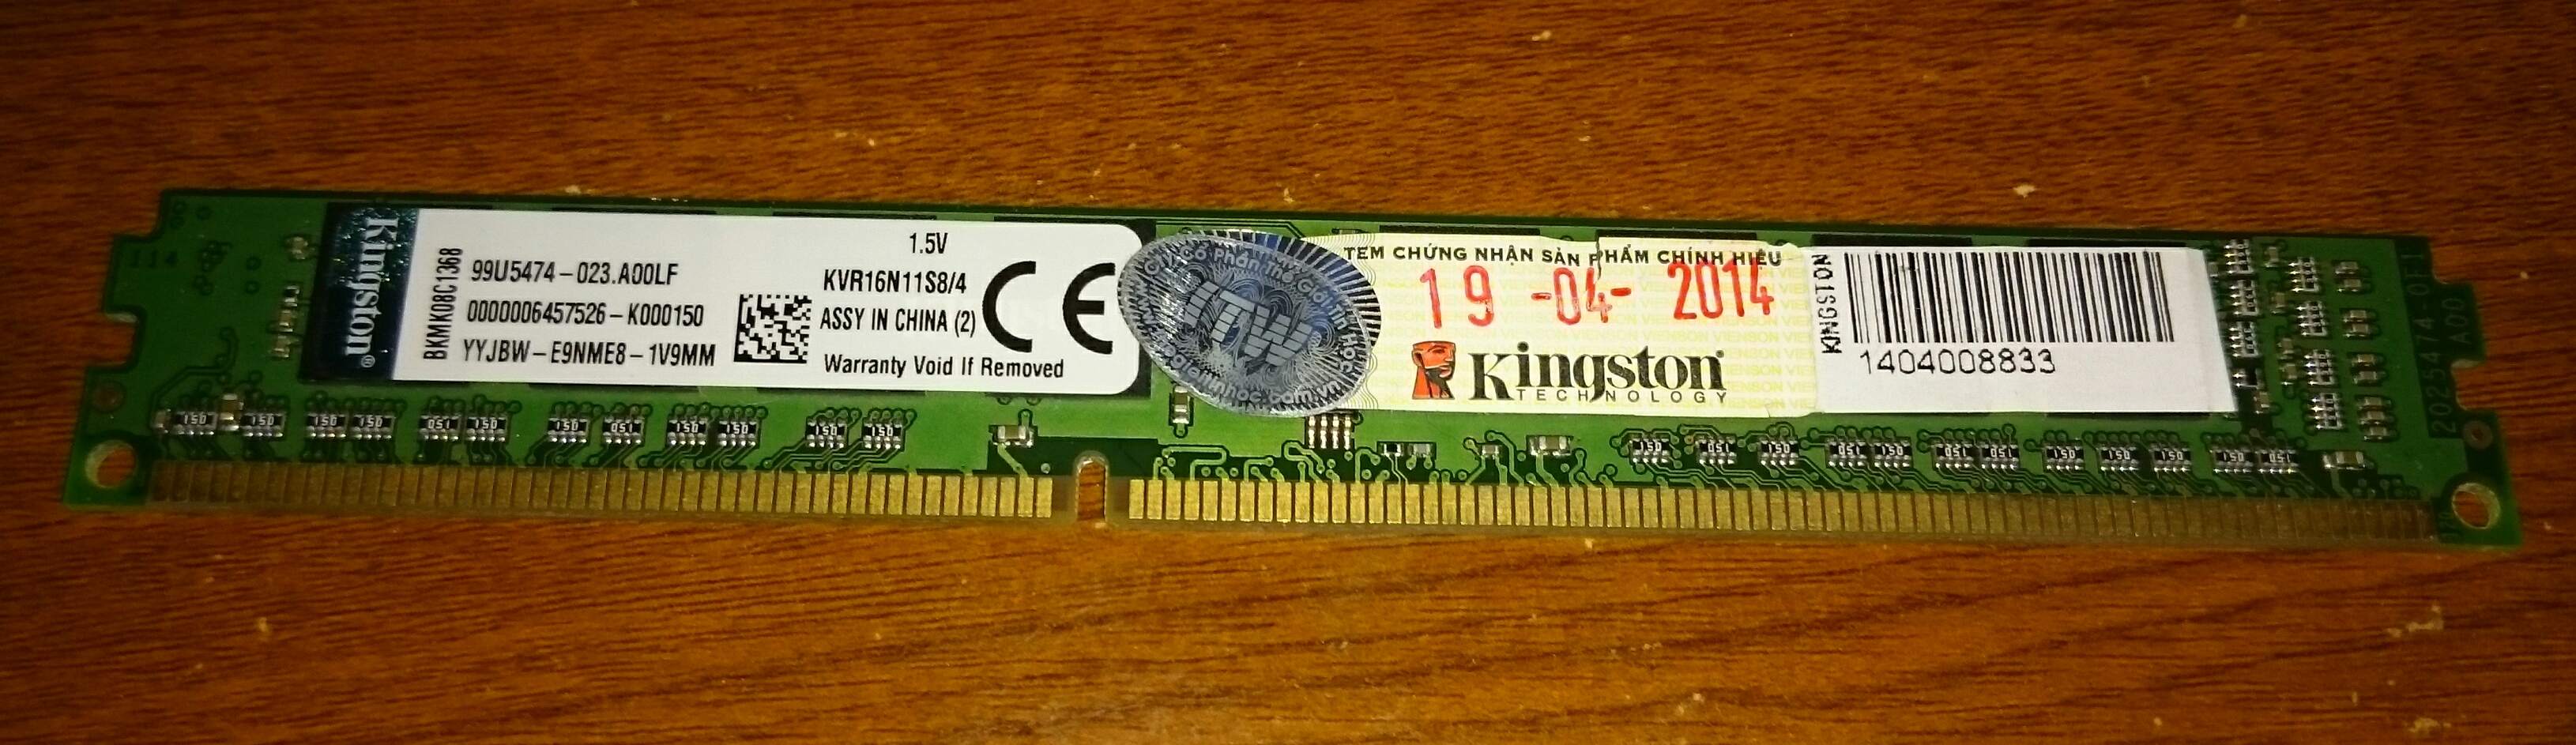 Kingston
BKMK08C1368
99U5474-023.A00LF
0000006457526-K000150
YYJBW-E9NME8-1V9MM
1.5V
KVR16N11S8/4
ASSY IN CHINA (2)
Warranty Void If Removed
CE
TEM CHỨNG NHẬN SẢN PHẨM CHÍNH HIỆU
19 -04- 2014
Kingston
TECHNOLOGY
KINGSTON
1404008833
114